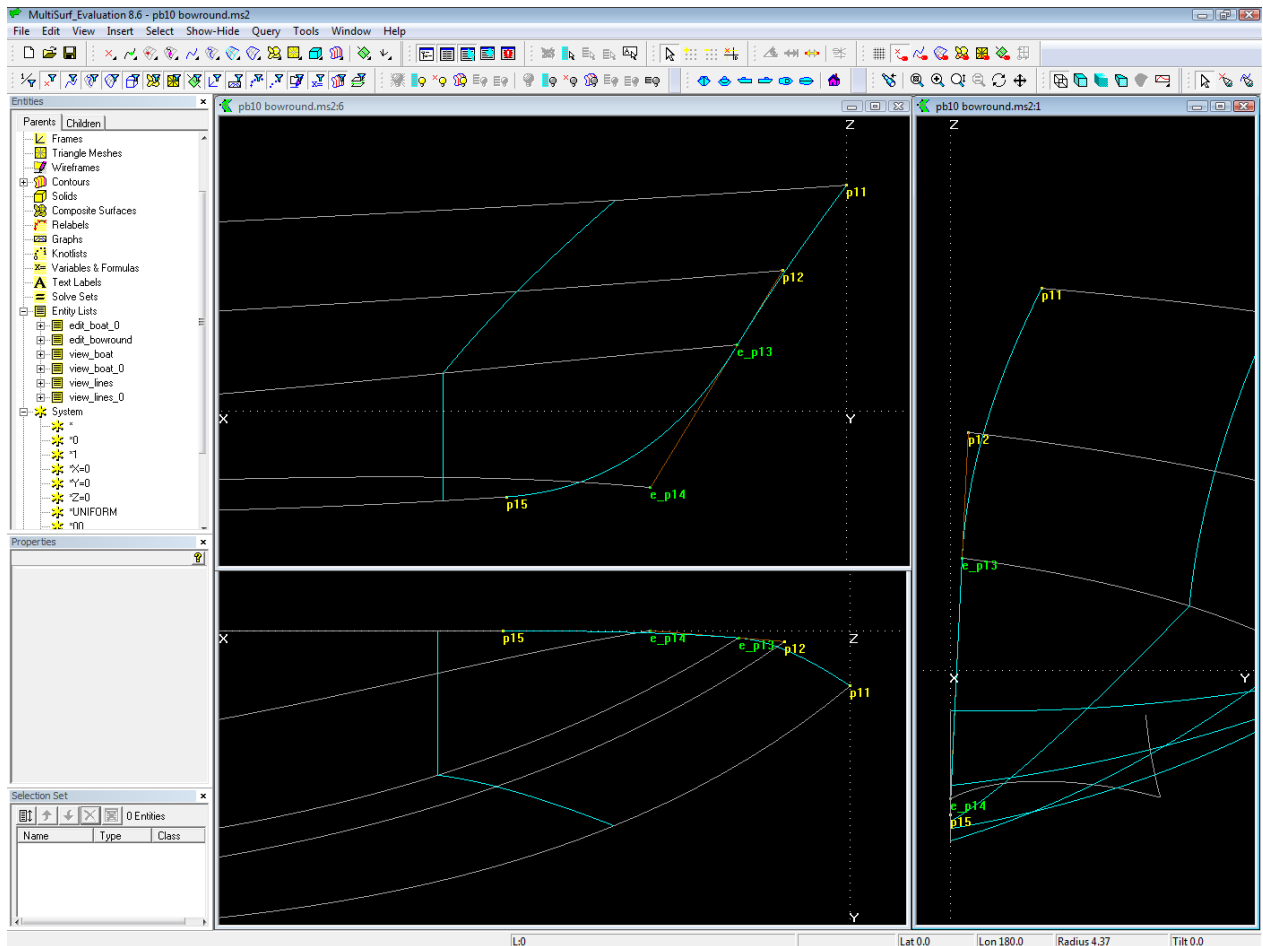 MultiSurf_Evaluation 8.6 - pb10 bowround.ms2
File Edit View Insert Select Show-Hide Query Tools Window Help
Entities
Parents Children
Frames
Triangle Meshes
Wireframes
Contours
Solids
Composite Surfaces
Relabels
Graphs
Knotlists
Variables & Formulas
Text Labels
Solve Sets
Entity Lists
edit_boat_0
edit_bowround
view_boat
view_boat_0
view_lines
view_lines_0
System
*
*0
*1
*X=0
*Y=0
*Z=0
*UNIFORM
*00
Properties
Selection Set
0 Entities
Name Type Class
pb10 bowround.ms2:6
Z
p11
p12
e_p13
X Y
e_p14
p15
X p15 e_p14 e_p13 p12 Z
p11
Y
pb10 bowround.ms2:1
Z
p11
p12
e_p13
X Y
e_p14
p15
L:0 Lat 0.0 Lon 180.0 Radius 4.37 Tilt 0.0